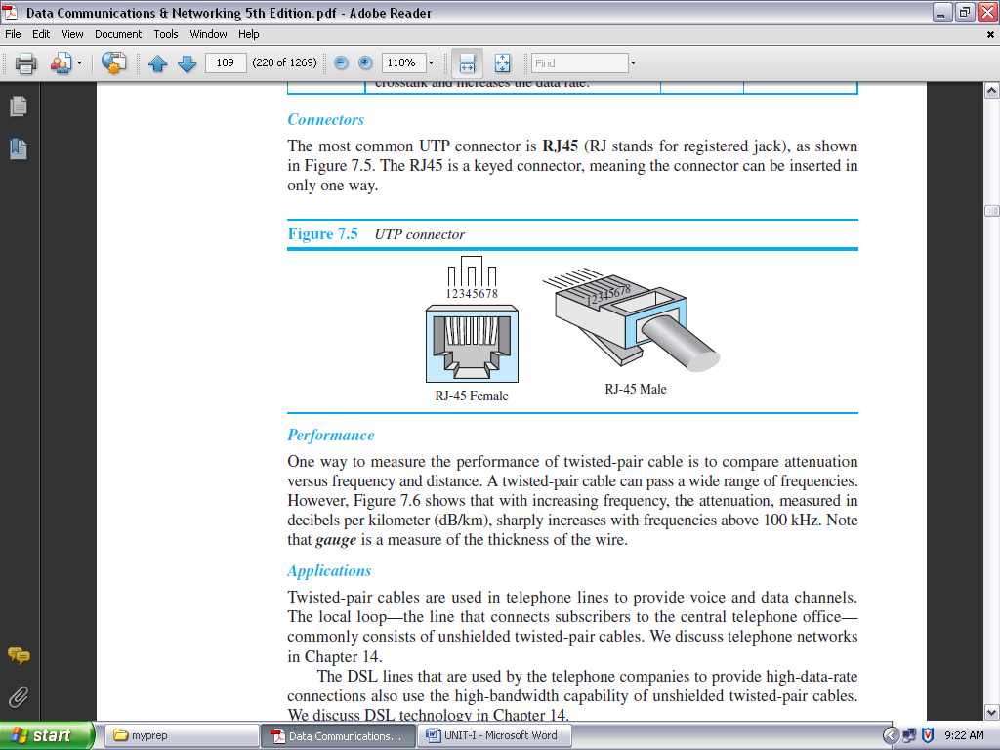 Data Communications & Networking 5th Edition.pdf - Adobe Reader
File Edit View Document Tools Window Help
189 (228 of 1269) 110% Find
crosstalk and increases the data rate.
Connectors
The most common UTP connector is RJ45 (RJ stands for registered jack), as shown
in Figure 7.5. The RJ45 is a keyed connector, meaning the connector can be inserted in
only one way.
Figure 7.5 UTP connector
12345678
12345678
RJ-45 Female
RJ-45 Male
Performance
One way to measure the performance of twisted-pair cable is to compare attenuation
versus frequency and distance. A twisted-pair cable can pass a wide range of frequencies.
However, Figure 7.6 shows that with increasing frequency, the attenuation, measured in
decibels per kilometer (dB/km), sharply increases with frequencies above 100 kHz. Note
that gauge is a measure of the thickness of the wire.
Applications
Twisted-pair cables are used in telephone lines to provide voice and data channels.
The local loop—the line that connects subscribers to the central telephone office—
commonly consists of unshielded twisted-pair cables. We discuss telephone networks
in Chapter 14.
The DSL lines that are used by the telephone companies to provide high-data-rate
connections also use the high-bandwidth capability of unshielded twisted-pair cables.
We discuss DSL technology in Chapter 14.
start myprep Data Communications... UNIT-I - Microsoft Word 9:22 AM